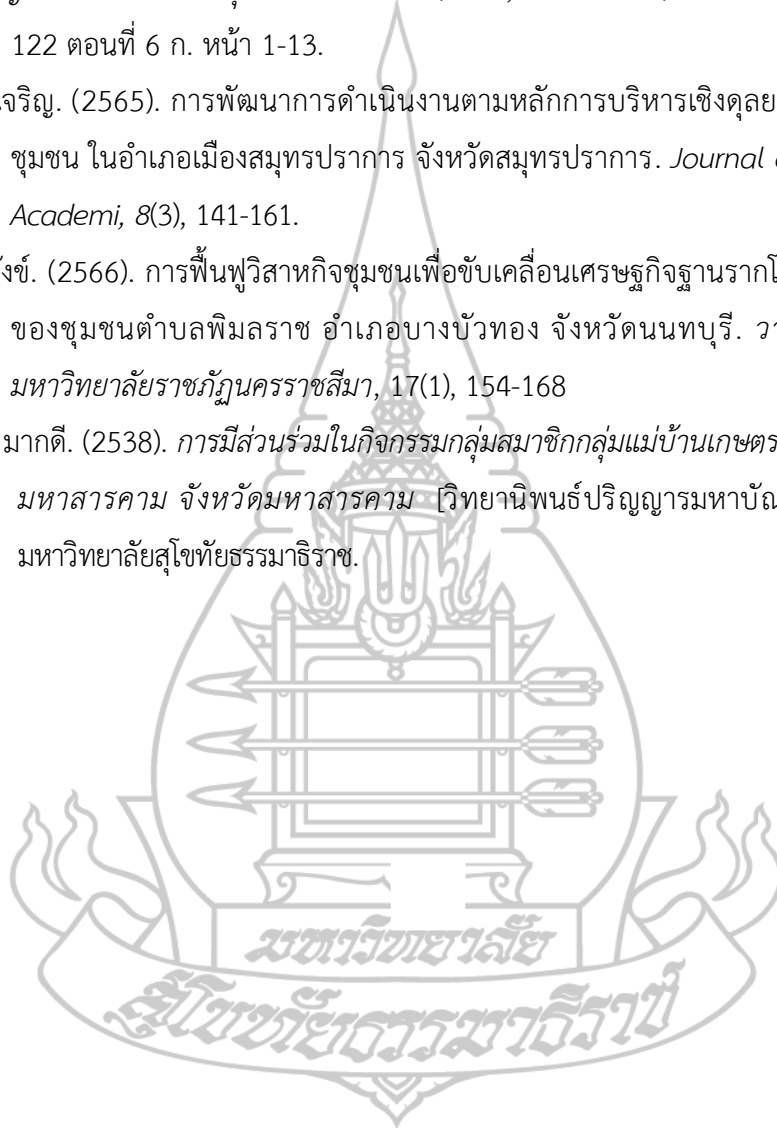 122 ตอนที่ 6 ก. หน้า 1-13.
เจริญ. (2565). การพัฒนาการดำเนินงานตามหลักการบริหารเชิงดุลย
ชุมชน ในอำเภอเมืองสมุทรปราการ จังหวัดสมุทรปราการ. Journal
Academi, 8(3), 141-161.
ังข์. (2566). การฟื้นฟูวิสาหกิจชุมชนเพื่อขับเคลื่อนเศรษฐกิจฐานราก
ของชุมชนตำบลพิมลราช อำเภอบางบัวทอง จังหวัดนนทบุรี. วา
มหาวิทยาลัยราชภัฏนครราชสีมา, 17(1), 154-168
มากดี. (2538). การมีส่วนร่วมในกิจกรรมกลุ่มสมาชิกกลุ่มแม่บ้านเกษตร
มหาสารคาม จังหวัดมหาสารคาม [วิทยานิพนธ์ปริญญามหาบัณ
มหาวิทยาลัยสุโขทัยธรรมาธิราช.
มหาวิทยาลัย
สุโขทัยธรรมาธิราช